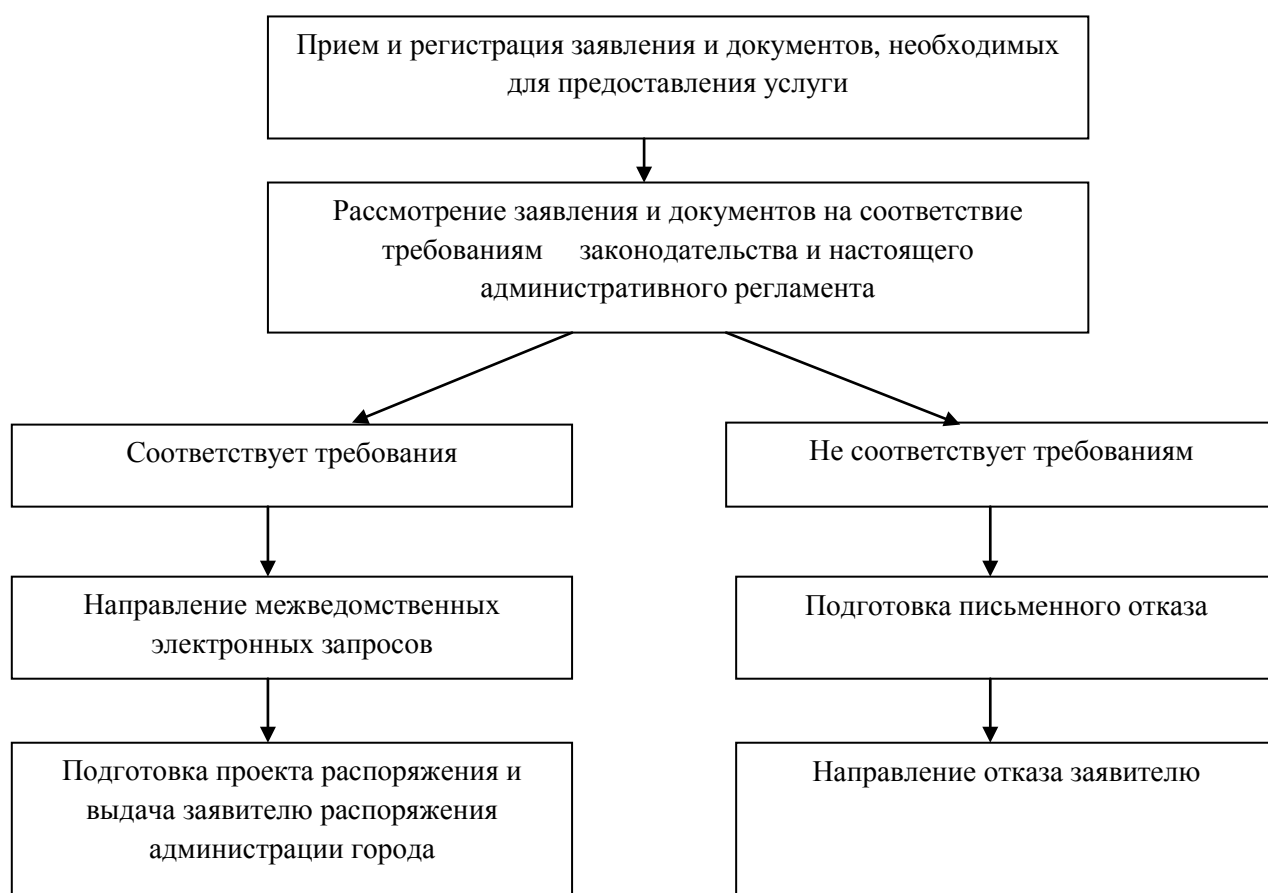 Прием и регистрация заявления и документов, необходимых
для предоставления услуги
Рассмотрение заявления и документов на соответствие
требованиям законодательства и настоящего
административного регламента
Соответствует требования
Не соответствует требованиям
Направление межведомственных
электронных запросов
Подготовка письменного отказа
Подготовка проекта распоряжения и
выдача заявителю распоряжения
администрации города
Направление отказа заявителю